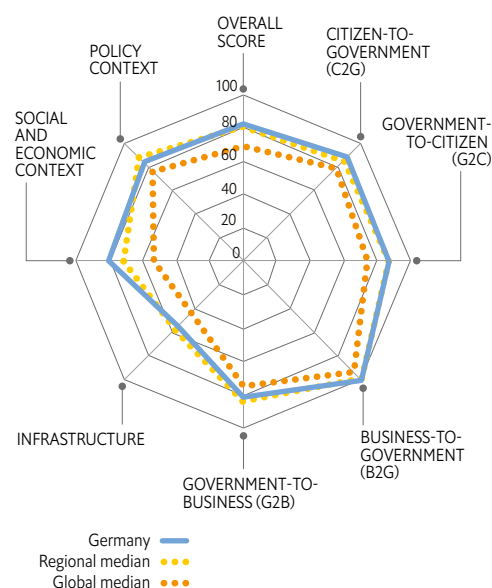 OVERALL
SCORE
CITIZEN-TO-
GOVERNMENT
(C2G)
GOVERNMENT-
TO-CITIZEN
(G2C)
BUSINESS-TO-
GOVERNMENT
(B2G)
GOVERNMENT-TO-
BUSINESS (G2B)
INFRASTRUCTURE
SOCIAL
AND
ECONOMIC
CONTEXT
POLICY
CONTEXT
100
80
60
40
20
0
Germany
Regional median
Global median